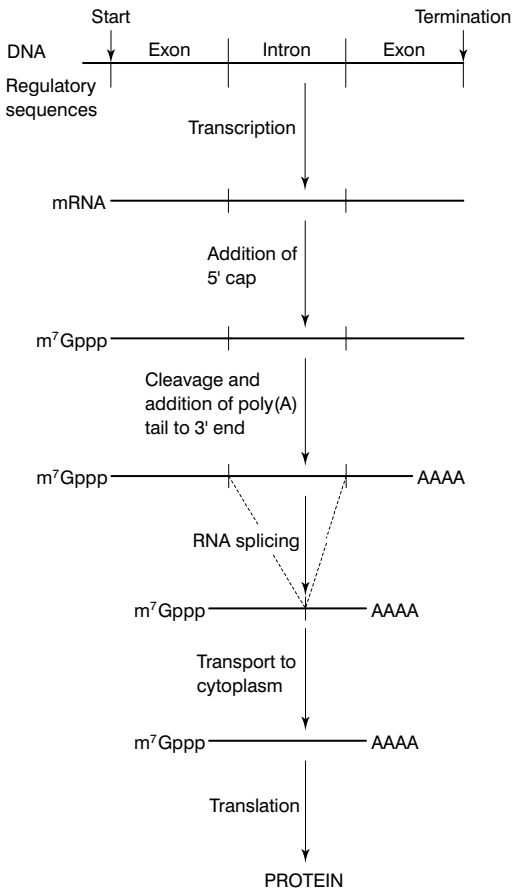 Start Termination
DNA Exon Intron Exon
Regulatory
sequences
Transcription
mRNA
Addition of
5' cap
m⁷Gppp
Cleavage and
addition of poly(A)
tail to 3' end
m⁷Gppp AAAA
RNA splicing
m⁷Gppp AAAA
Transport to
cytoplasm
m⁷Gppp AAAA
Translation
PROTEIN